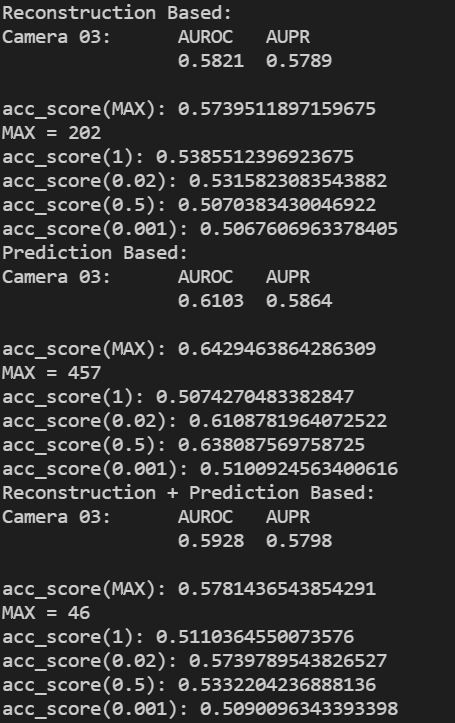 Reconstruction Based:
Camera 03:      AUROC   AUPR
                0.5821  0.5789

acc_score(MAX): 0.5739511897159675
MAX = 202
acc_score(1): 0.5385512396923675
acc_score(0.02): 0.5315823083543882
acc_score(0.5): 0.5070383430046922
acc_score(0.001): 0.5067606963378405
Prediction Based:
Camera 03:      AUROC   AUPR
                0.6103  0.5864

acc_score(MAX): 0.6429463864286309
MAX = 457
acc_score(1): 0.5074270483382847
acc_score(0.02): 0.6108781964072522
acc_score(0.5): 0.638087569758725
acc_score(0.001): 0.5100924563400616
Reconstruction + Prediction Based:
Camera 03:      AUROC   AUPR
                0.5928  0.5798

acc_score(MAX): 0.5781436543854291
MAX = 46
acc_score(1): 0.5110364550073576
acc_score(0.02): 0.5739789543826527
acc_score(0.5): 0.5332204236888136
acc_score(0.001): 0.5090096343393398